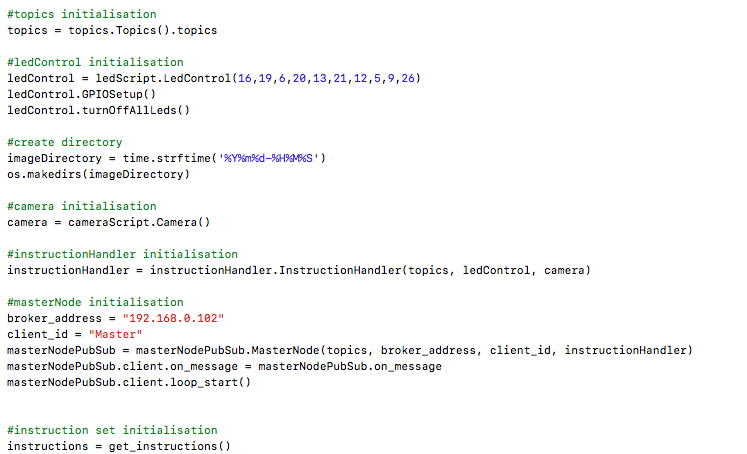 #topics initialisation
topics = topics.Topics().topics
#ledControl initialisation
ledControl = ledScript.LedControl(16,19,6,20,13,21,12,5,9,26)
ledControl.GPIOSetup()
ledControl.turnOffAllLeds()
#create directory
imageDirectory = time.strftime('%Y%m%d-%H%M%S')
os.makedirs(imageDirectory)
#camera initialisation
camera = cameraScript.Camera()
#instructionHandler initialisation
instructionHandler = instructionHandler.InstructionHandler(topics, ledControl, camera)
#masterNode initialisation
broker_address = "192.168.0.102"
client_id = "Master"
masterNodePubSub = masterNodePubSub.MasterNode(topics, broker_address, client_id, instructionHandler)
masterNodePubSub.client.on_message = masterNodePubSub.on_message
masterNodePubSub.client.loop_start()
#instruction set initialisation
instructions = get_instructions()